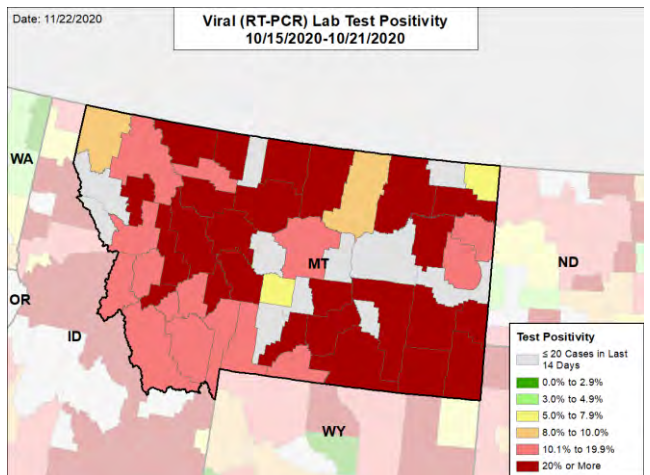 Date: 11/22/2020
Viral (RT-PCR) Lab Test Positivity
10/15/2020-10/21/2020
WA
MT
ND
OR
ID
WY
Test Positivity
≤ 20 Cases in Last
14 Days
0.0% to 2.9%
3.0% to 4.9%
5.0% to 7.9%
8.0% to 10.0%
10.1% to 19.9%
20% or More